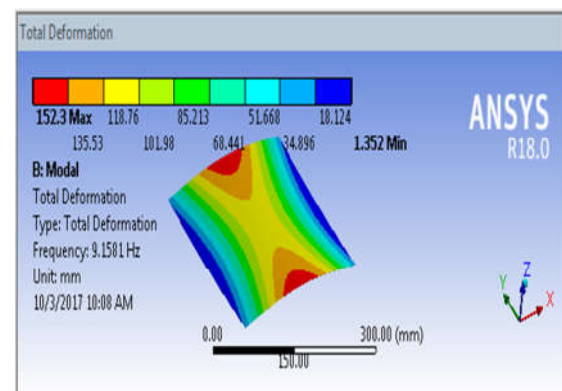 Total Deformation
152.3 Max 118.76 85.213 51.668 18.124
135.53 101.98 68.441 34.896 1.352 Min
ANSYS
R18.0
B: Modal
Total Deformation
Type: Total Deformation
Frequency: 9.1581 Hz
Unit: mm
10/3/2017 10:08 AM
Z
Y
X
0.00 300.00 (mm)
150.00